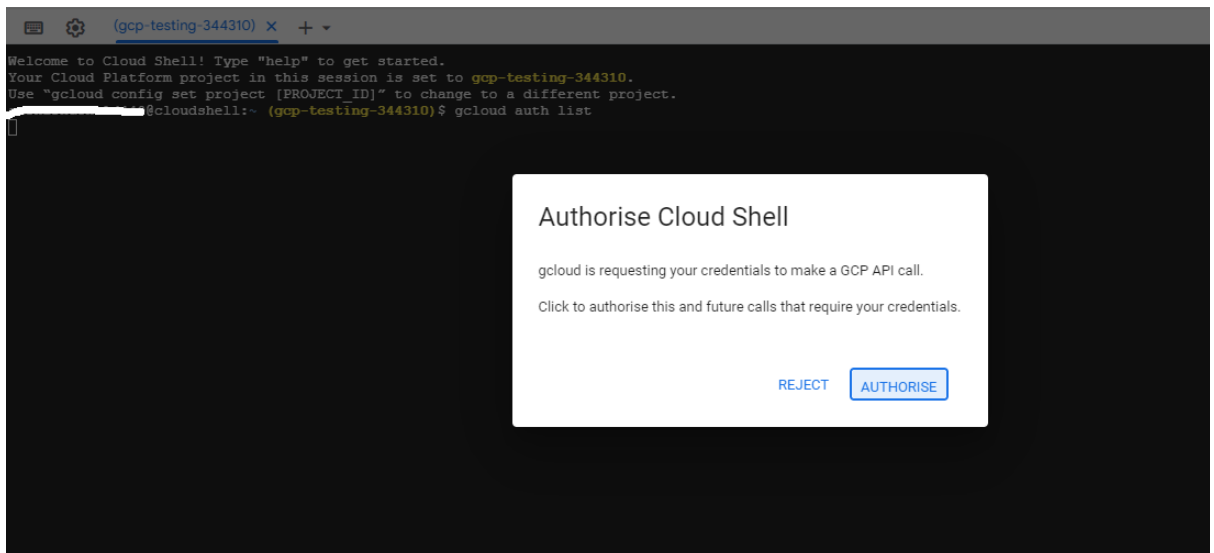 (gcp-testing-344310)
Welcome to Cloud Shell! Type "help" to get started.
Your Cloud Platform project in this session is set to gcp-testing-344310.
Use “gcloud config set project [PROJECT_ID]” to change to a different project.
@cloudshell:~ (gcp-testing-344310)$ gcloud auth list
Authorise Cloud Shell
gcloud is requesting your credentials to make a GCP API call.
Click to authorise this and future calls that require your credentials.
REJECT AUTHORISE